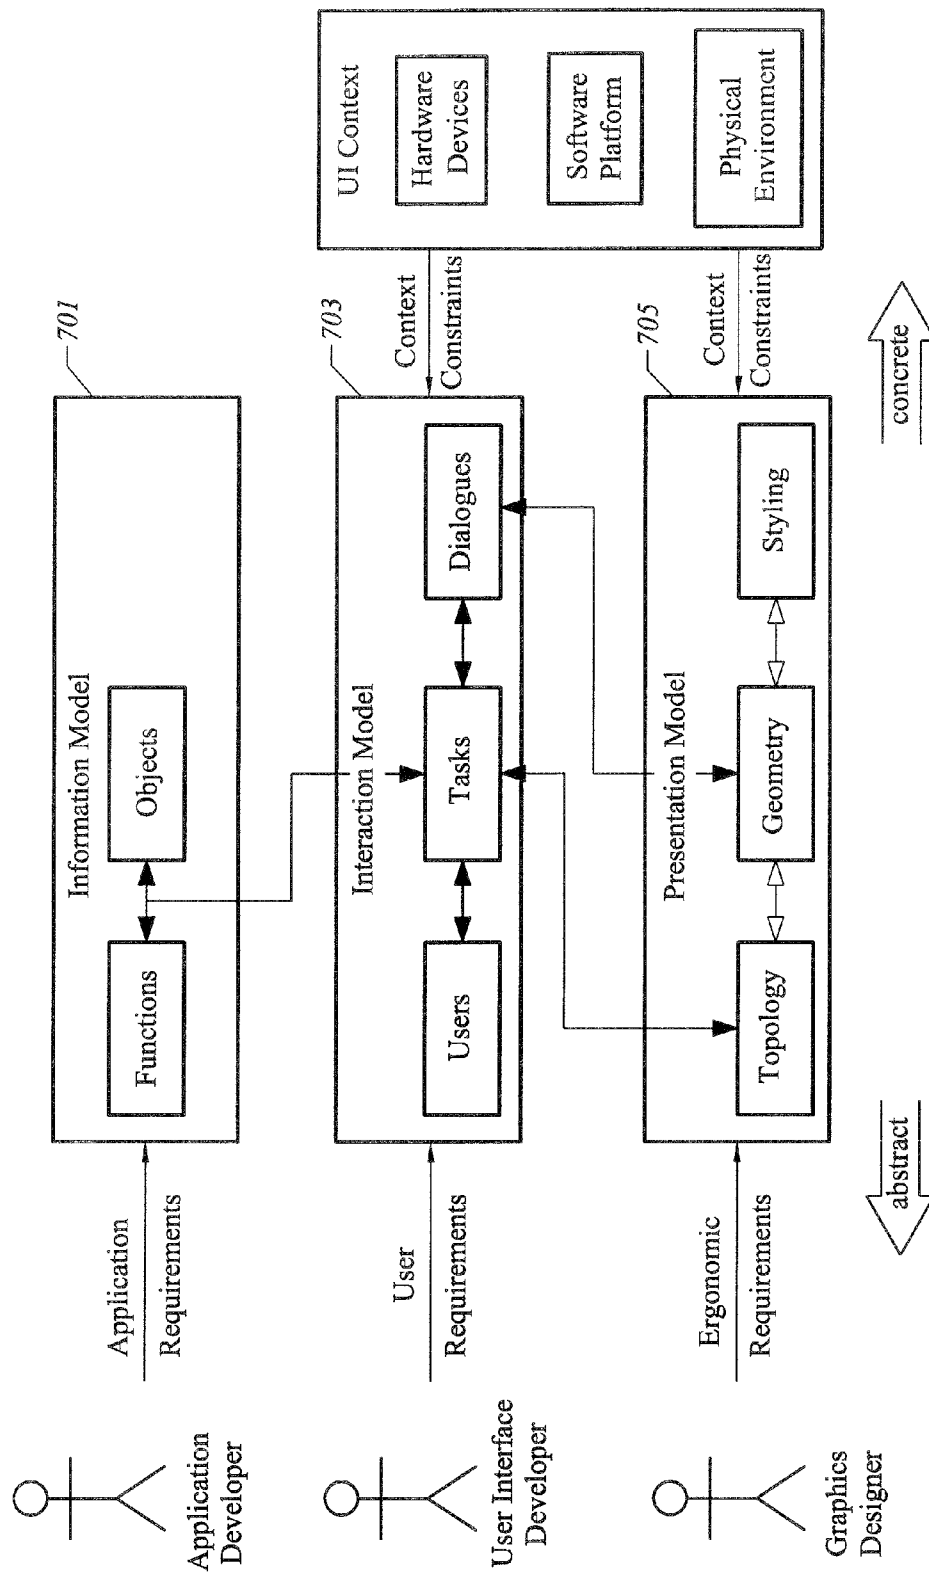 Application
Developer
Application
Requirements
Information Model
Functions
Objects
701
User Interface
Developer
User
Requirements
Interaction Model
Users
Tasks
Dialogues
703
Context
Constraints
Graphics
Designer
Ergonomic
Requirements
Presentation Model
Topology
Geometry
Styling
705
Context
Constraints
UI Context
Hardware
Devices
Software
Platform
Physical
Environment
abstract
concrete